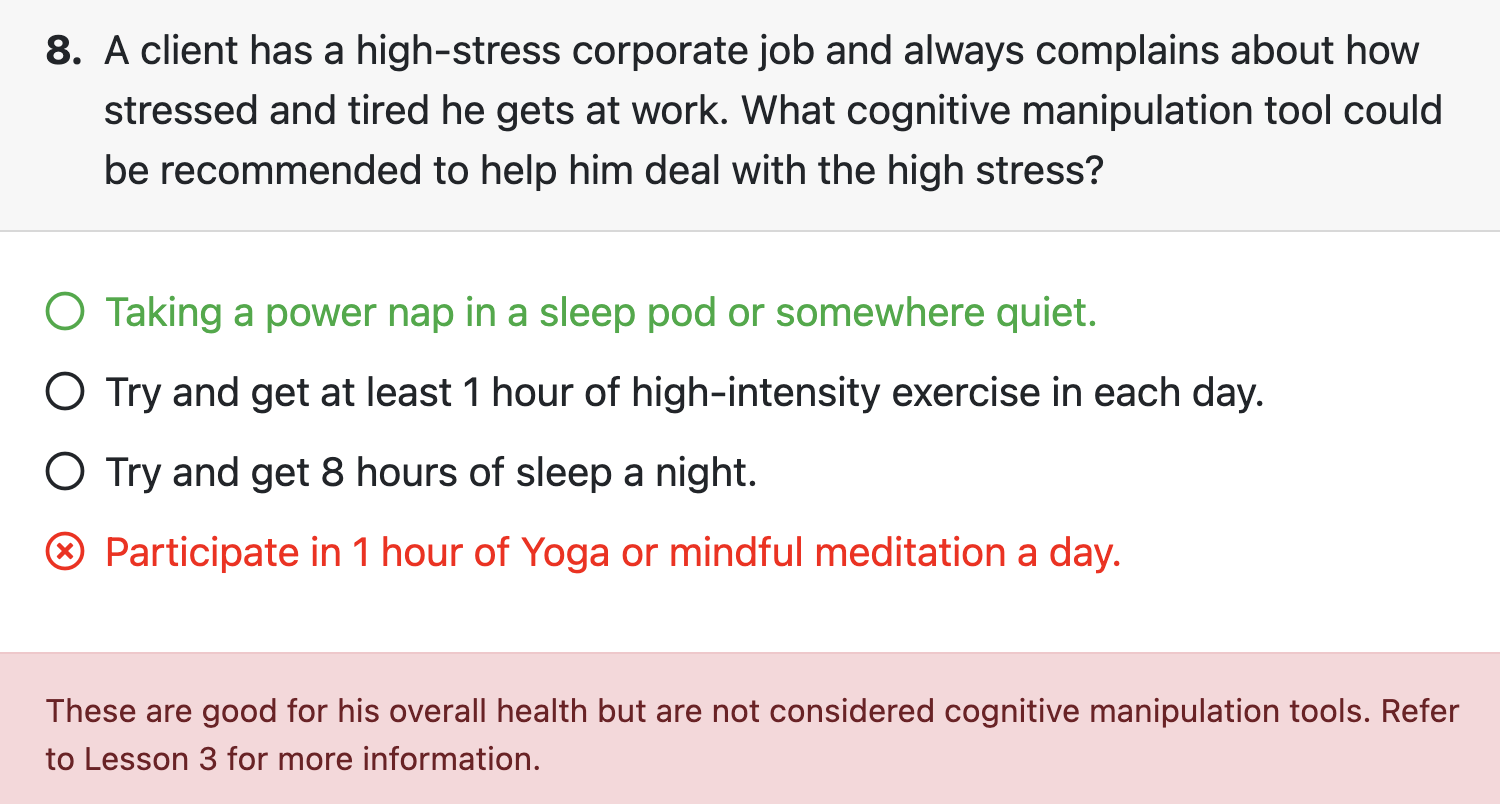 8. A client has a high-stress corporate job and always complains about how
stressed and tired he gets at work. What cognitive manipulation tool could
be recommended to help him deal with the high stress?
Taking a power nap in a sleep pod or somewhere quiet.
Try and get at least 1 hour of high-intensity exercise in each day.
Try and get 8 hours of sleep a night.
Participate in 1 hour of Yoga or mindful meditation a day.
These are good for his overall health but are not considered cognitive manipulation tools. Refer
to Lesson 3 for more information.